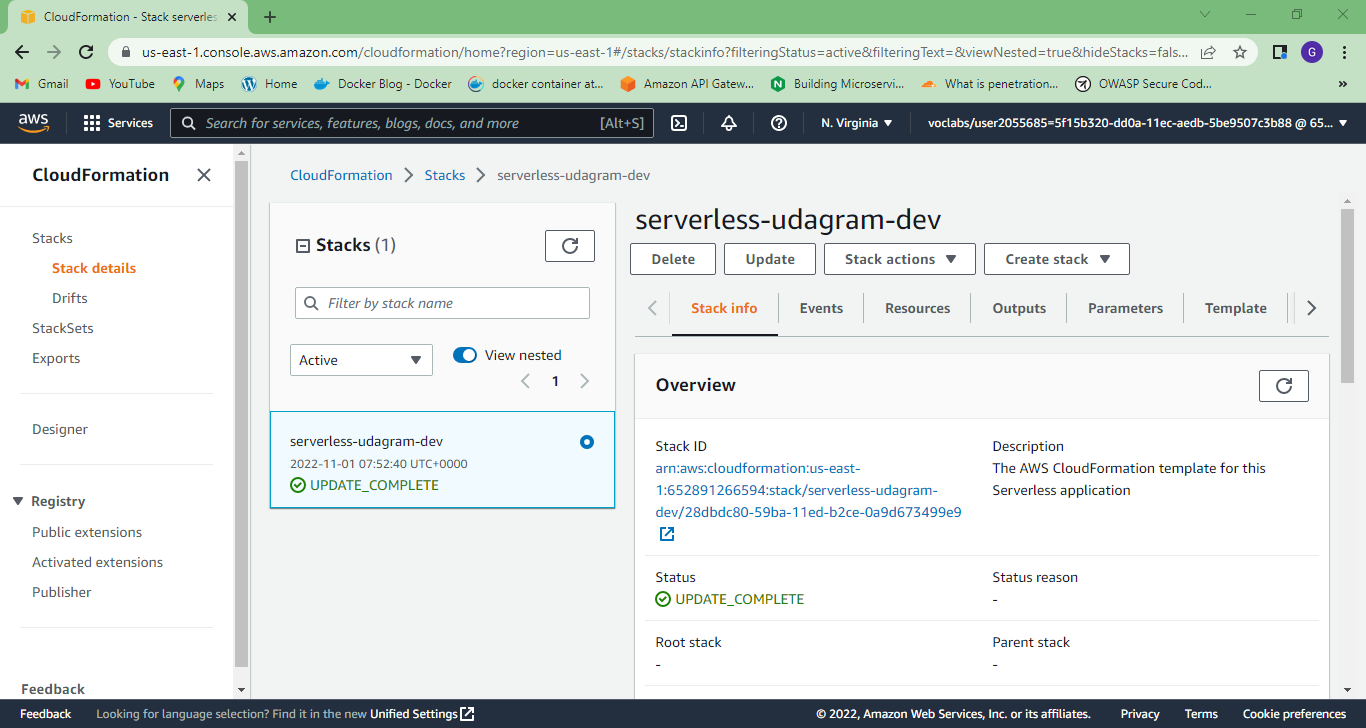 CloudFormation - Stack serverles
us-east-1.console.aws.amazon.com/cloudformation/home?region=us-east-1#/stacks/stackinfo?filteringStatus=active&filteringText=&viewNested=true&hideStacks=fals...
G
Gmail
YouTube
Maps
Home
Docker Blog - Docker
docker container at...
Amazon API Gatew...
Building Microservi...
What is penetration...
OWASP Secure Cod...
»
aws
Services
Search for services, features, blogs, docs, and more
[Alt+S]
N. Virginia
voclabs/user2055685=5f15b320-dd0a-11ec-aedb-5be9507c3b88 @ 65...
CloudFormation
Stacks
Stack details
Drifts
StackSets
Exports
Designer
Registry
Public extensions
Activated extensions
Publisher
Feedback
CloudFormation
Stacks
serverless-udagram-dev
Stacks (1)
Filter by stack name
Active
View nested
1
serverless-udagram-dev
2022-11-01 07:52:40 UTC+0000
UPDATE_COMPLETE
serverless-udagram-dev
Delete
Update
Stack actions
Create stack
Stack info
Events
Resources
Outputs
Parameters
Template
Overview
Stack ID
arn:aws:cloudformation:us-east-
1:652891266594:stack/serverless-udagram-
dev/28dbdc80-59ba-11ed-b2ce-0a9d673499e9
Description
The AWS CloudFormation template for this
Serverless application
Status
UPDATE_COMPLETE
Status reason
-
Root stack
-
Parent stack
-
Feedback
Looking for language selection? Find it in the new Unified Settings
© 2022, Amazon Web Services, Inc. or its affiliates.
Privacy
Terms
Cookie preferences